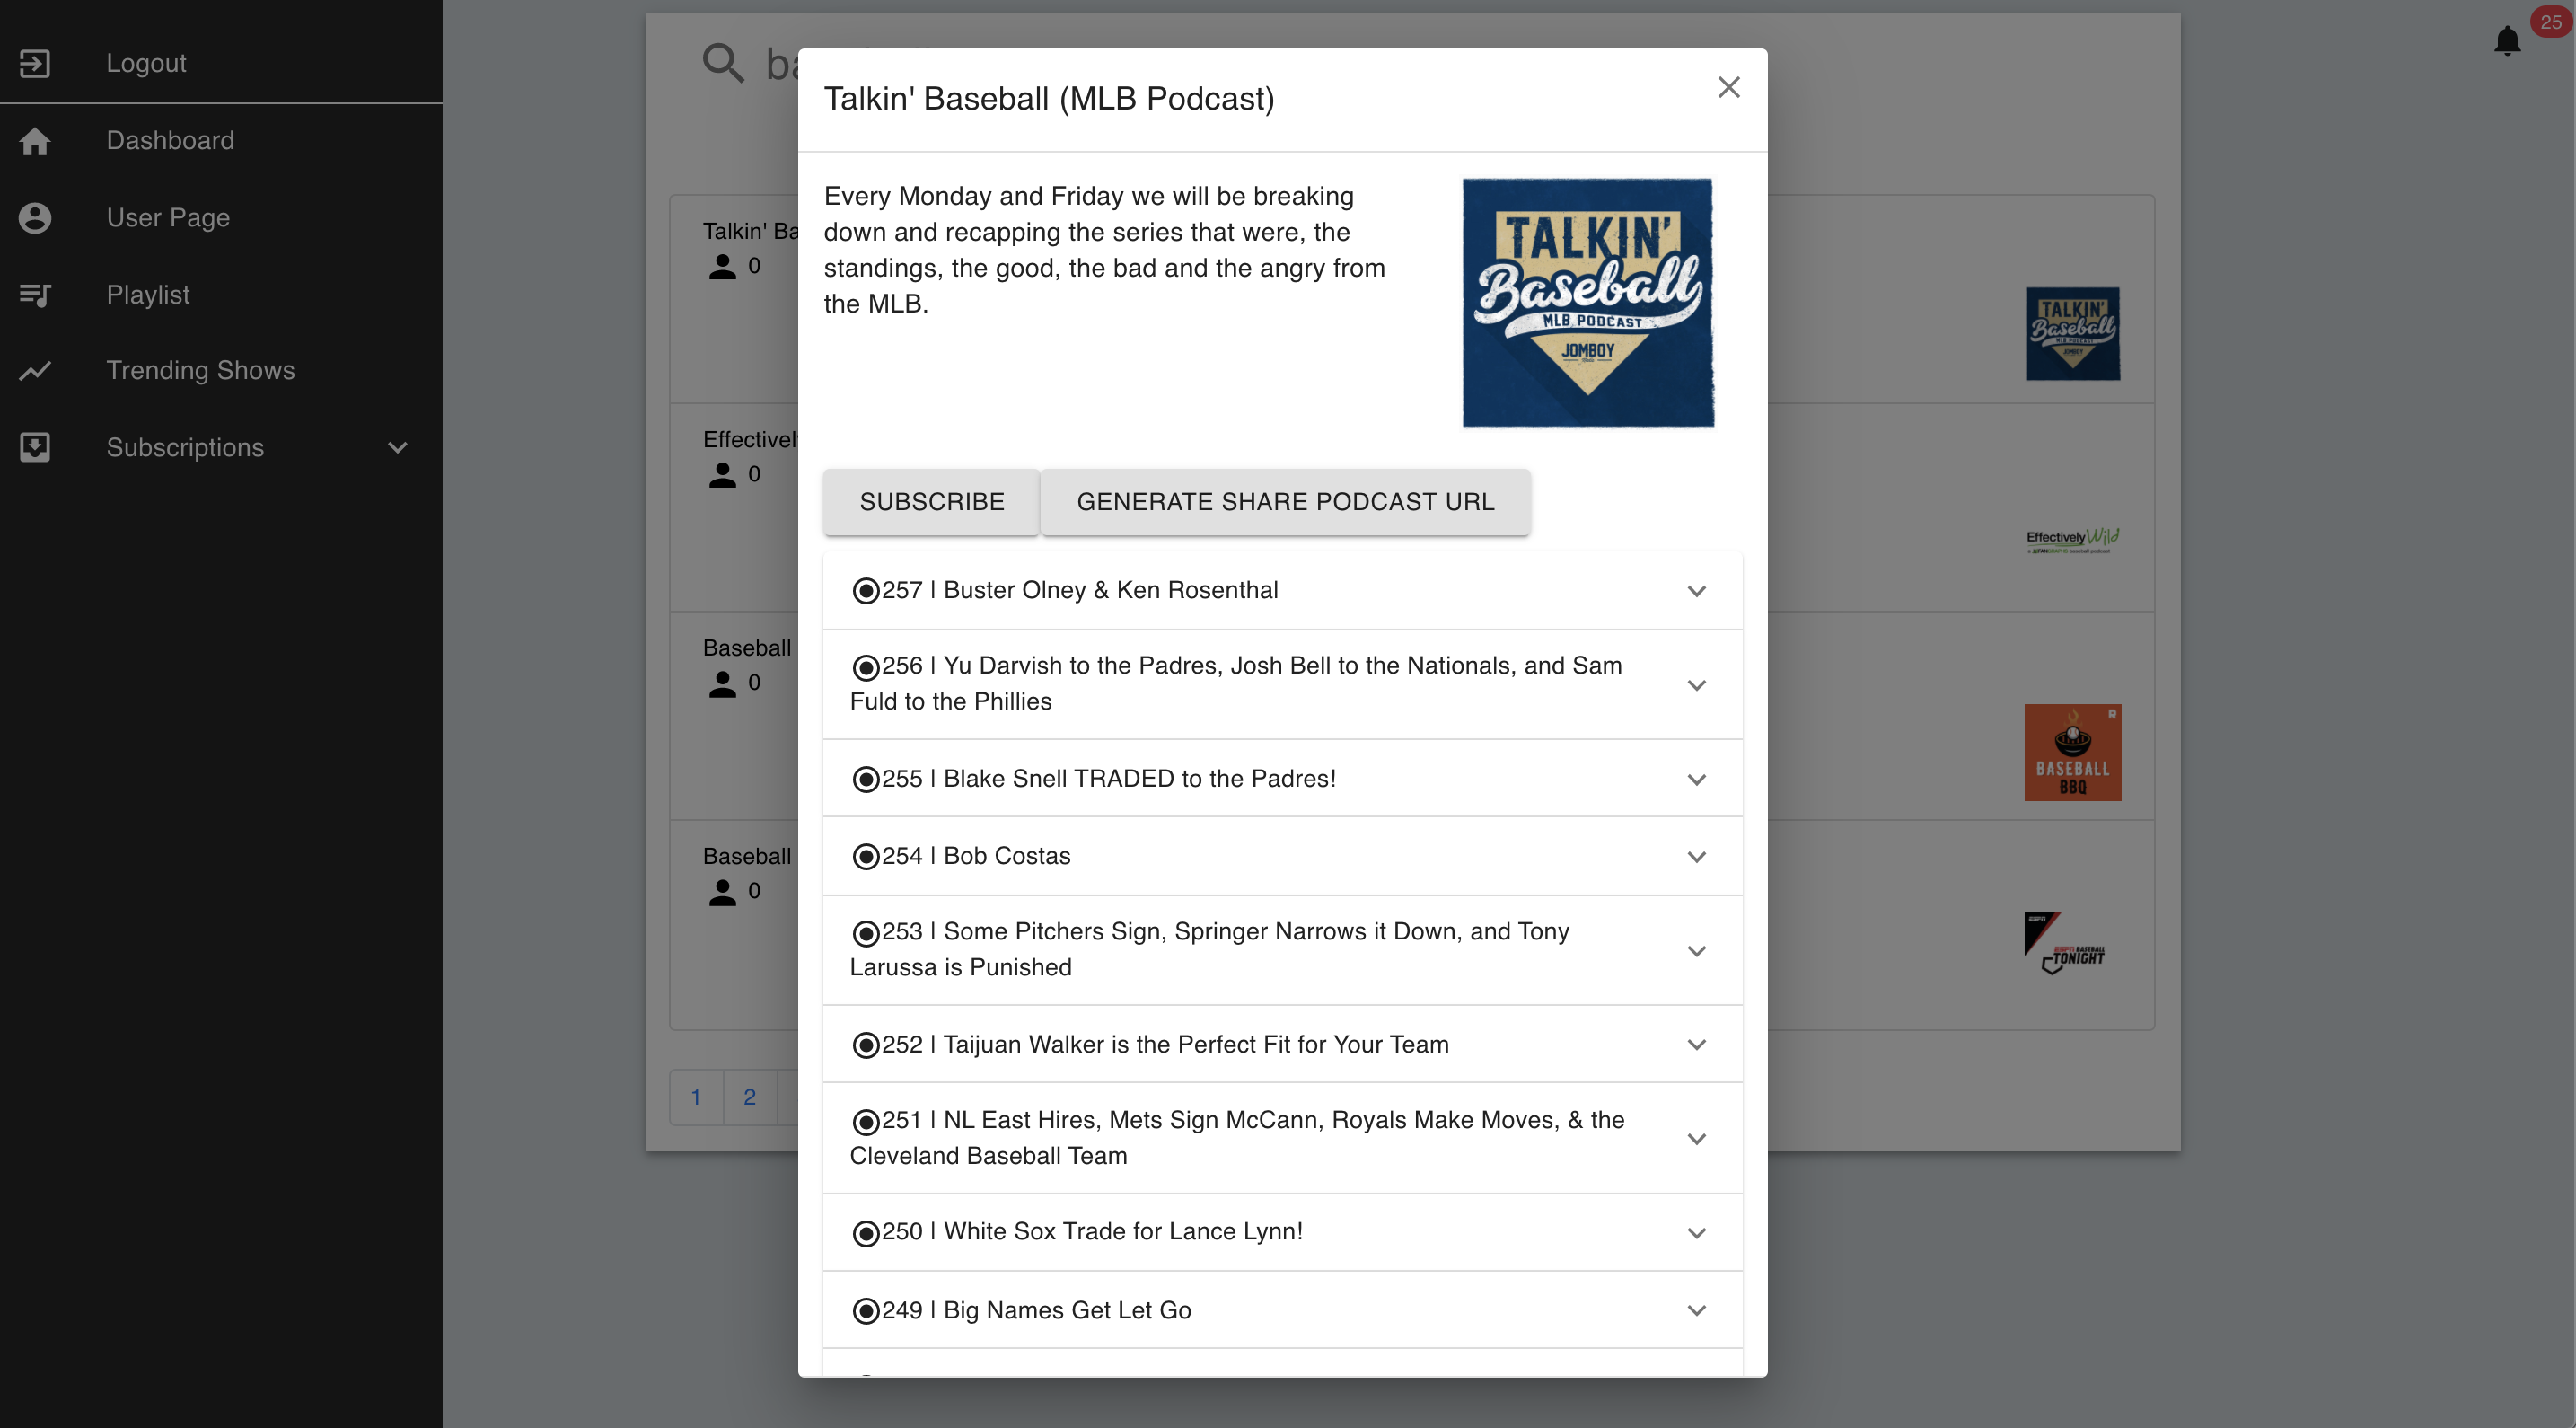 Logout
Dashboard
User Page
Playlist
Trending Shows
Subscriptions
25
Talkin' Ba
0
Effectivel
0
Baseball
0
Baseball
0
1
2
Talkin' Baseball (MLB Podcast)
Every Monday and Friday we will be breaking
down and recapping the series that were, the
standings, the good, the bad and the angry from
the MLB.
TALKIN'
Baseball
MLB PODCAST
JOMBOY
SUBSCRIBE
GENERATE SHARE PODCAST URL
257 | Buster Olney & Ken Rosenthal
256 | Yu Darvish to the Padres, Josh Bell to the Nationals, and Sam
Fuld to the Phillies
255 | Blake Snell TRADED to the Padres!
254 | Bob Costas
253 | Some Pitchers Sign, Springer Narrows it Down, and Tony
Larussa is Punished
252 | Taijuan Walker is the Perfect Fit for Your Team
251 | NL East Hires, Mets Sign McCann, Royals Make Moves, & the
Cleveland Baseball Team
250 | White Sox Trade for Lance Lynn!
249 | Big Names Get Let Go
TALKIN'
Baseball
MLB PODCAST
JOMBOY
Effectively Wild
R
BASEBALL
BBQ
ESPN
ESPN BASEBALL
TONIGHT